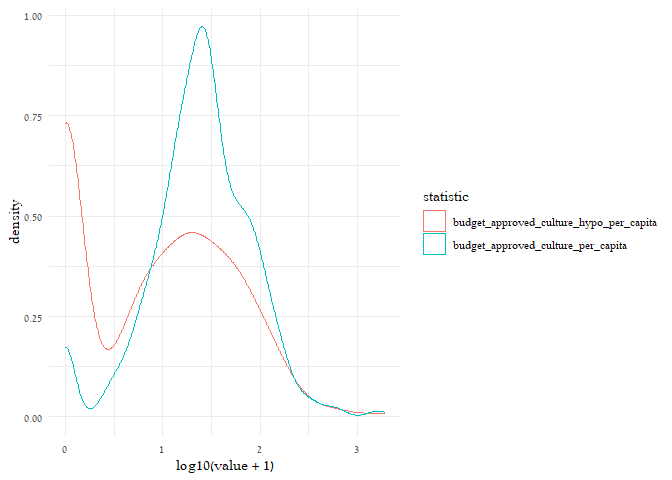 1.00
0.75
0.50
0.25
0.00
density
0
1
2
3
log10(value + 1)
statistic
budget_approved_culture_hypo_per_capita
budget_approved_culture_per_capita